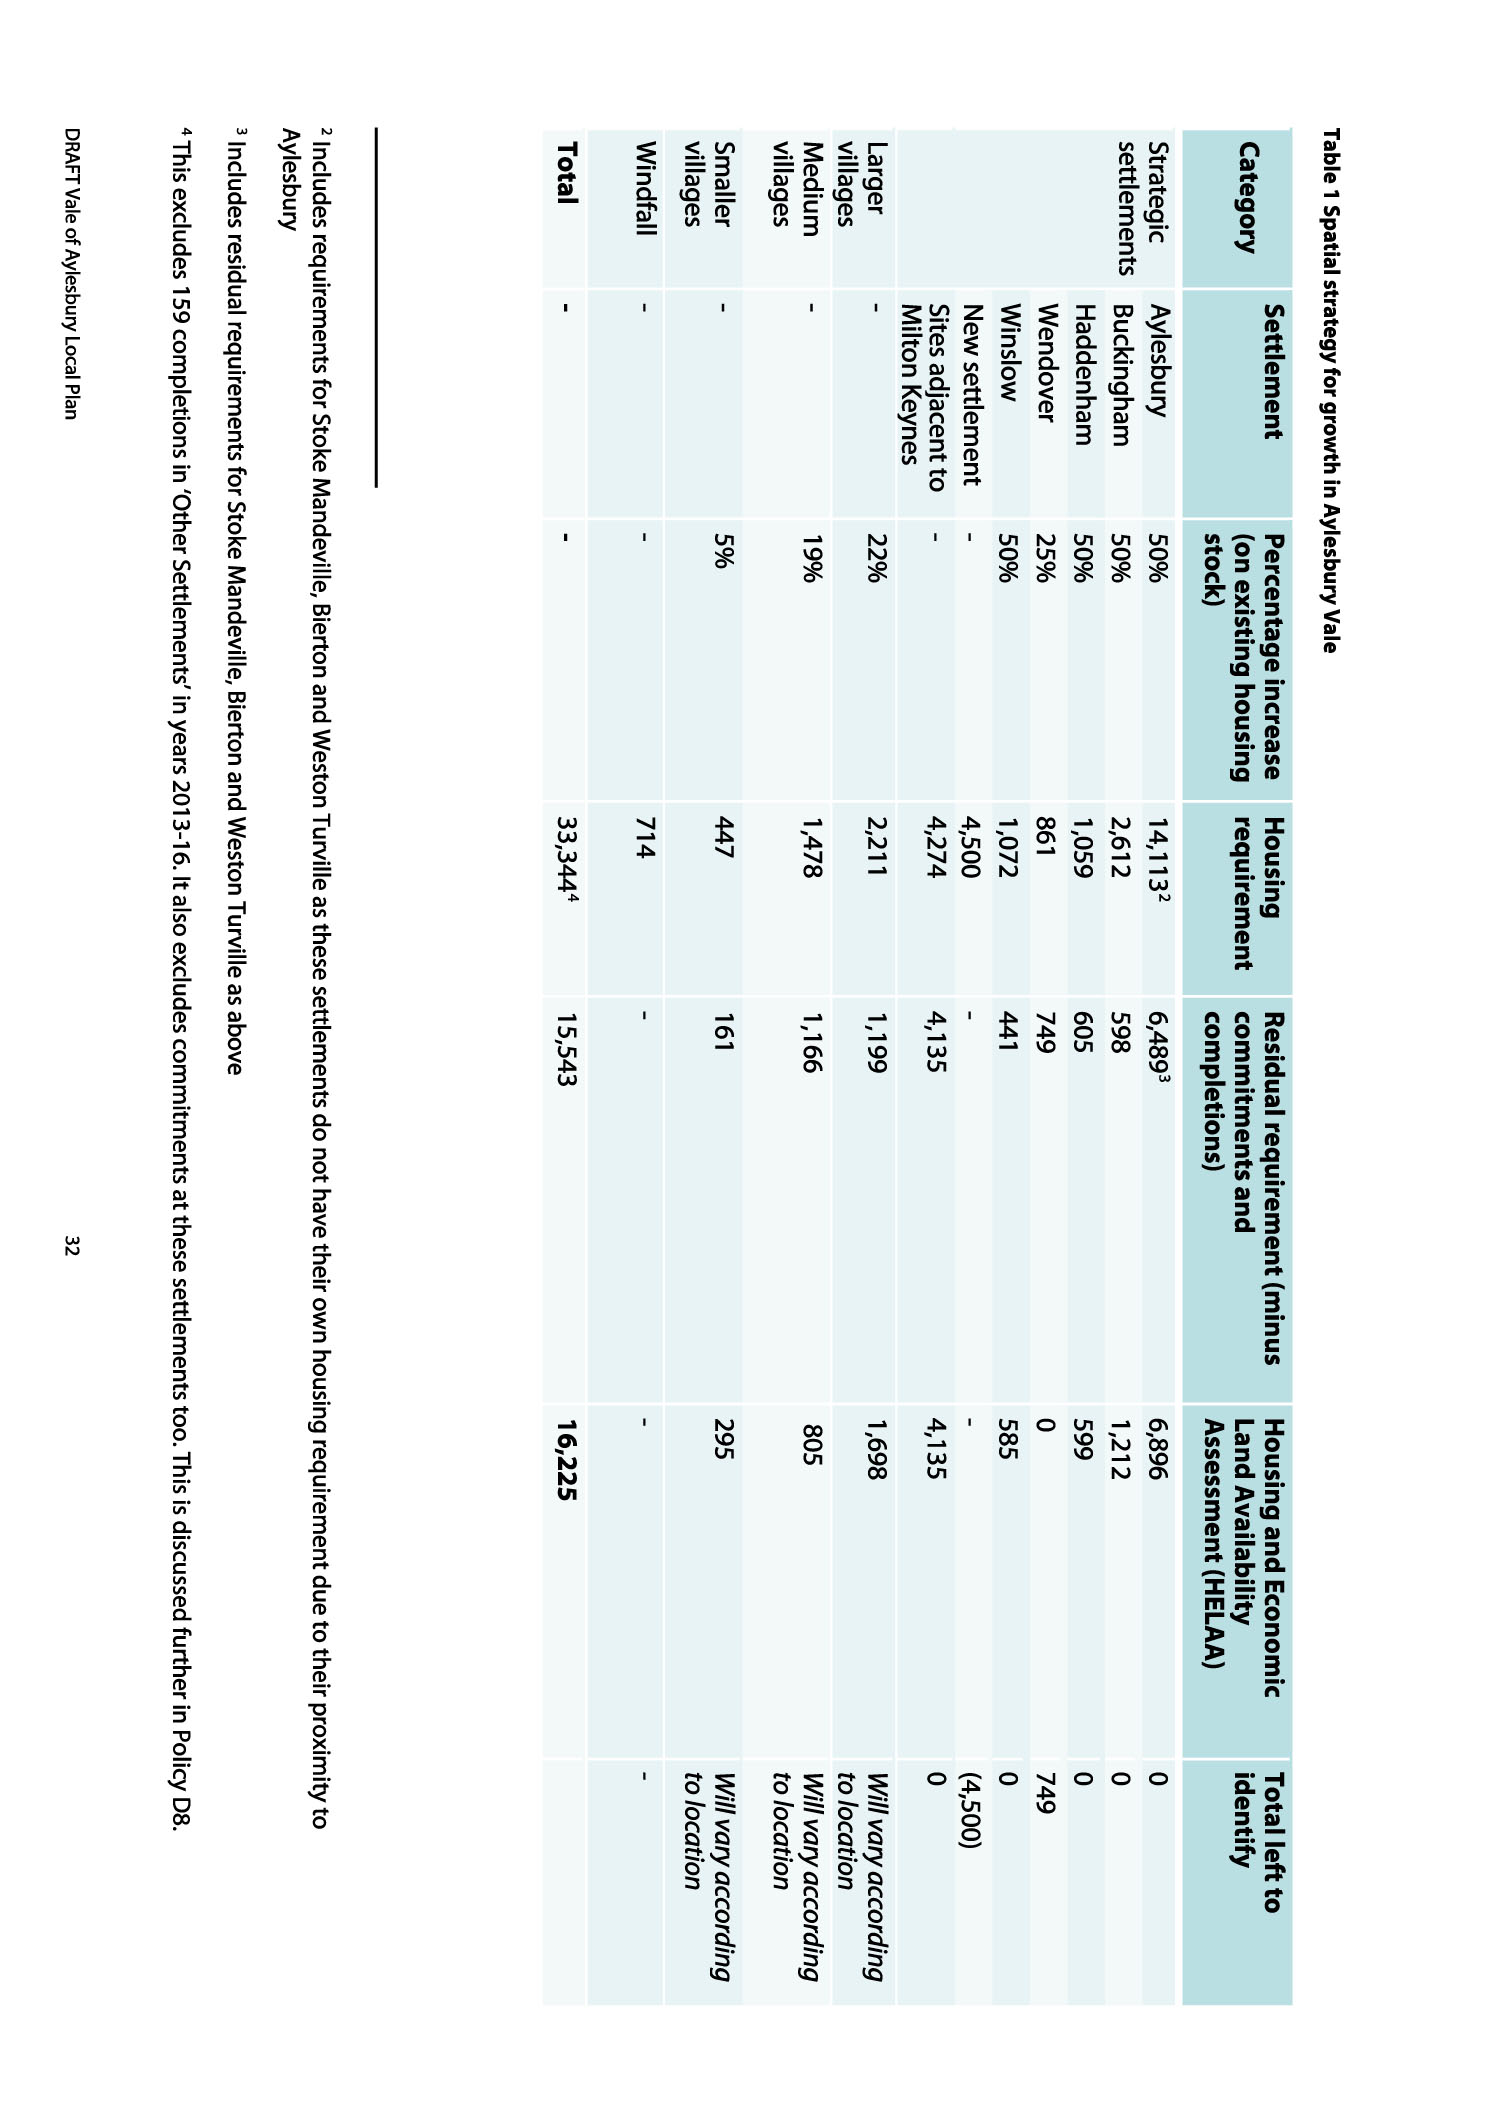 Table 1 Spatial strategy for growth in Aylesbury Vale
Category Settlement Percentage increase (on existing housing stock) Housing requirement Residual requirement (minus commitments and completions) Housing and Economic Land Availability Assessment (HELAA) Total left to identify
Strategic settlements Aylesbury 50% 14,113² 6,489³ 6,896 0
Buckingham 50% 2,612 598 1,212 0
Haddenham 50% 1,059 605 599 0
Wendover 25% 861 749 0 749
Winslow 50% 1,072 441 585 0
New settlement - 4,500 - - (4,500)
Sites adjacent to Milton Keynes - 4,274 4,135 4,135 0
Larger villages - 22% 2,211 1,199 1,698 Will vary according to location
Medium villages - 19% 1,478 1,166 805 Will vary according to location
Smaller villages - 5% 447 161 295 Will vary according to location
Windfall - - 714 - - -
Total - - 33,344⁴ 15,543 16,225
² Includes requirements for Stoke Mandeville, Bierton and Weston Turville as these settlements do not have their own housing requirement due to their proximity to
Aylesbury
³ Includes residual requirements for Stoke Mandeville, Bierton and Weston Turville as above
⁴ This excludes 159 completions in ‘Other Settlements’ in years 2013-16. It also excludes commitments at these settlements too. This is discussed further in Policy D8.
DRAFT Vale of Aylesbury Local Plan 32